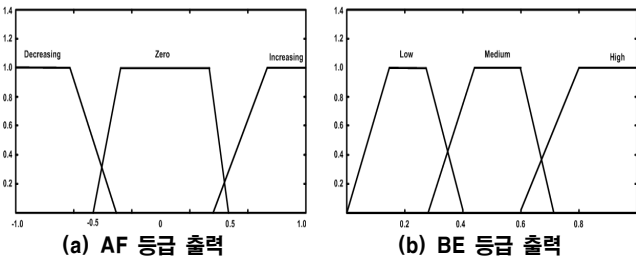 1.4
1.2
Decreasing Zero Increasing
1.0
0.8
0.6
0.4
0.2
-1.0 -0.5 0 0.5 1.0
(a) AF 등급 출력
1.4
1.2
Low Medium High
1.0
0.8
0.6
0.4
0.2
0.2 0.4 0.6 0.8
(b) BE 등급 출력